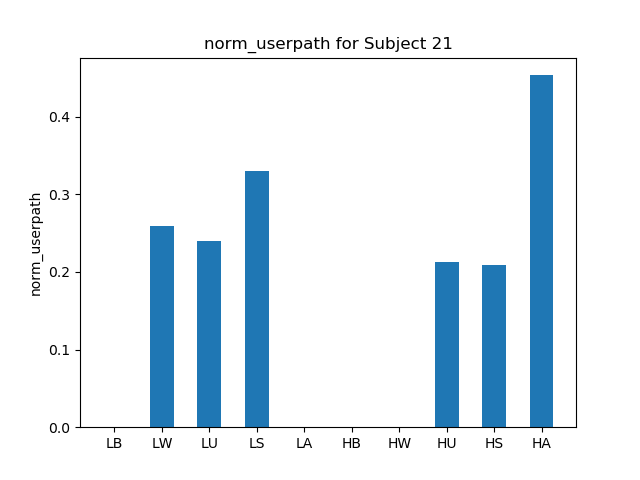 norm_userpath for Subject 21
norm_userpath
0.4
0.3
0.2
0.1
0.0
LB LW LU LS LA HB HW HU HS HA